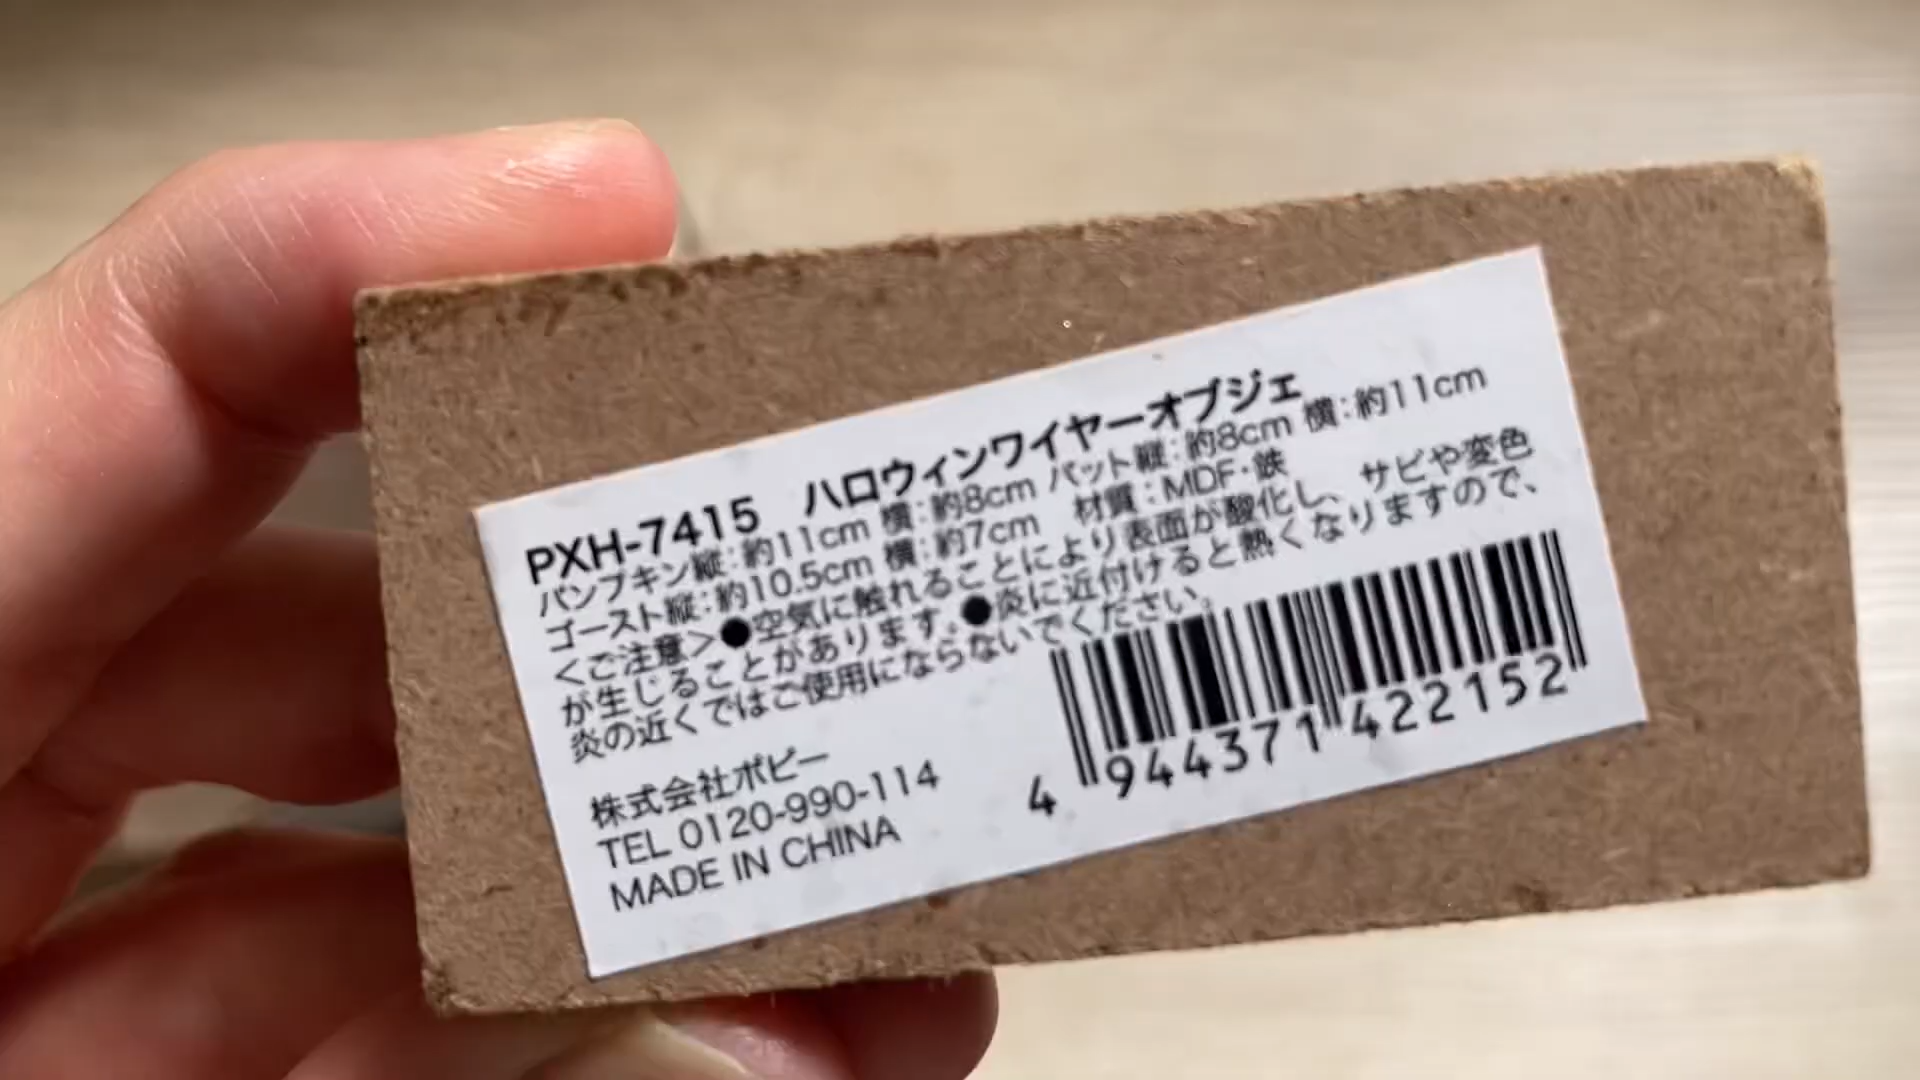 PXH-7415 ハロウィンワイヤーオブジェ
パンプキン縦:約11cm 横:約8cm バット縦:約8cm 横:約11cm
ゴースト縦:約10.5cm 横:約7cm 材質:MDF・鉄
<ご注意>●空気に触れることにより表面が酸化し、サビや変色
が生じることがあります。●炎に近付けると熱くなりますので、
炎の近くではご使用にならないでください。
株式会社ポピー
TEL 0120-990-114
MADE IN CHINA
4 944371 422152